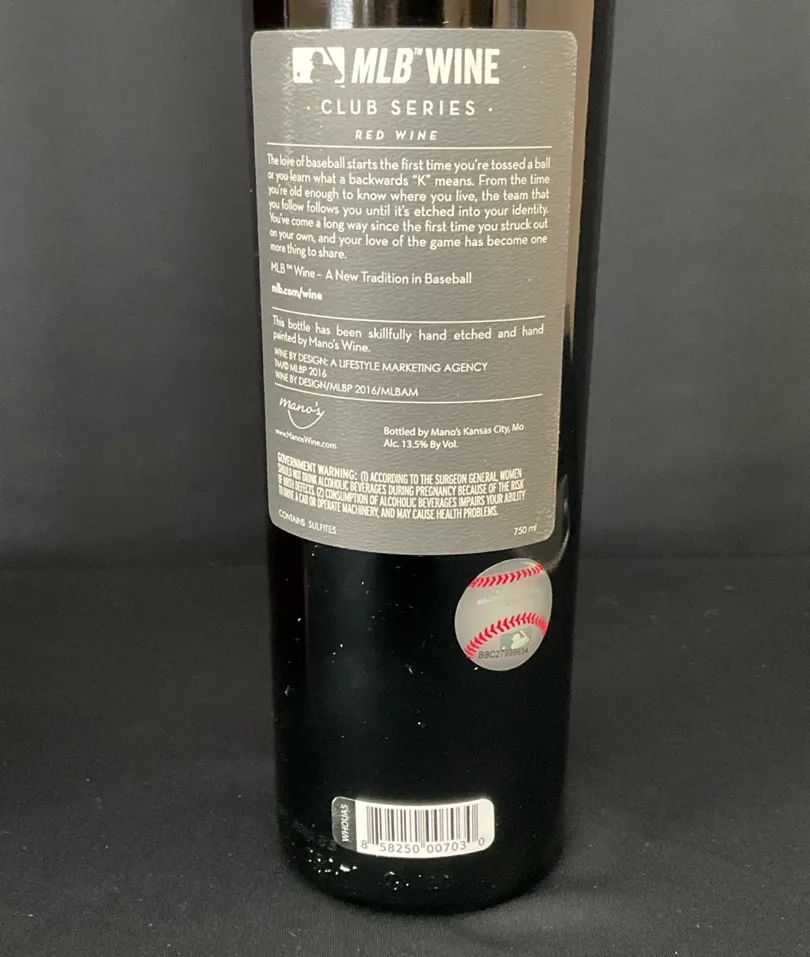 MLB™ WINE
· CLUB SERIES ·
RED WINE
The love of baseball starts the first time you're tossed a ball
or you learn what a backwards "K" means. From the time
you're old enough to know where you live, the team that
you follow follows you until it's etched into your identity.
You've come a long way since the first time you struck out
on your own, and your love of the game has become one
more thing to share.
MLB™ Wine - A New Tradition in Baseball
mlb.com/wine
This bottle has been skillfully hand etched and hand
painted by Mano's Wine.
WINE BY DESIGN: A LIFESTYLE MARKETING AGENCY
TM/© MLBP 2016
WINE BY DESIGN/MLBP 2016/MLBAM
mano's
www.ManosWine.com
Bottled by Mano's Kansas City, Mo
Alc. 13.5% By Vol.
GOVERNMENT WARNING: (1) ACCORDING TO THE SURGEON GENERAL, WOMEN
SHOULD NOT DRINK ALCOHOLIC BEVERAGES DURING PREGNANCY BECAUSE OF THE RISK
OF BIRTH DEFECTS. (2) CONSUMPTION OF ALCOHOLIC BEVERAGES IMPAIRS YOUR ABILITY
TO DRIVE A CAR OR OPERATE MACHINERY, AND MAY CAUSE HEALTH PROBLEMS.
CONTAINS SULFITES
750 ml
WHOUAS
8 58250 00703 0